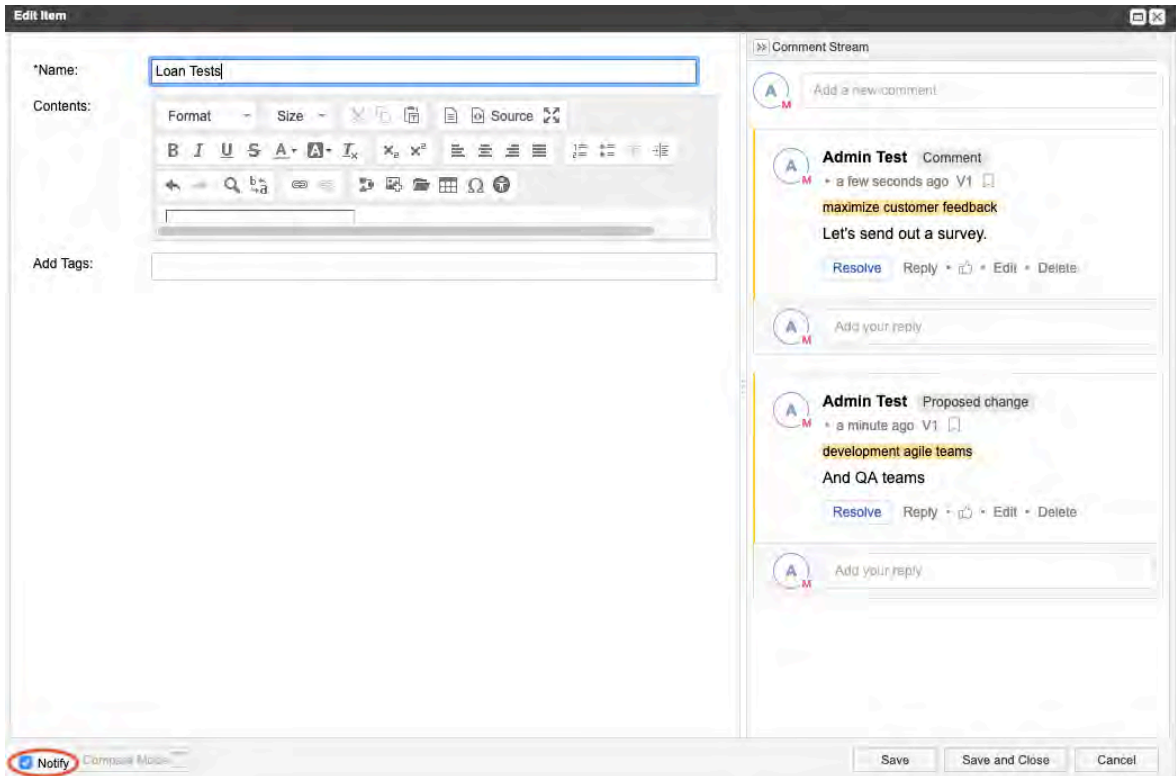 Edit Item
*Name:
Loan Tests
Contents:
Format Size Source
B I U S A A Tx x₂ x²
Add Tags:
Comment Stream
A M Add a new comment
A M
Admin Test Comment
• a few seconds ago V1
maximize customer feedback
Let's send out a survey.
Resolve Reply • • Edit • Delete
A M Add your reply
A M
Admin Test Proposed change
• a minute ago V1
development agile teams
And QA teams
Resolve Reply • • Edit • Delete
A M Add your reply
Notify
Save Save and Close Cancel